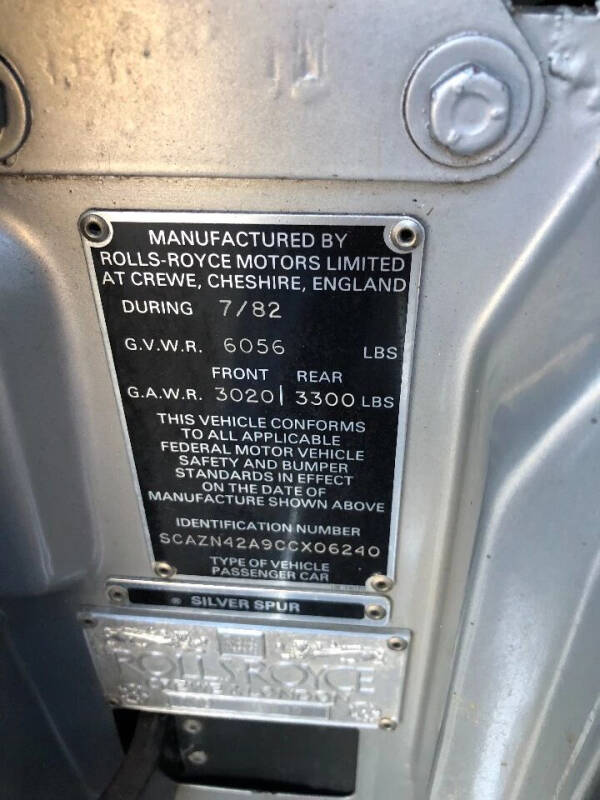 MANUFACTURED BY
ROLLS-ROYCE MOTORS LIMITED
AT CREWE, CHESHIRE, ENGLAND
DURING 7/82
G.V.W.R. 6056 LBS
FRONT REAR
G.A.W.R. 3020 | 3300 LBS
THIS VEHICLE CONFORMS
TO ALL APPLICABLE
FEDERAL MOTOR VEHICLE
SAFETY AND BUMPER
STANDARDS IN EFFECT
ON THE DATE OF
MANUFACTURE SHOWN ABOVE
IDENTIFICATION NUMBER
SCAZN42A9CCX06240
TYPE OF VEHICLE
PASSENGER CAR
SILVER SPUR
ROLLS-ROYCE
CREWE & LONDON